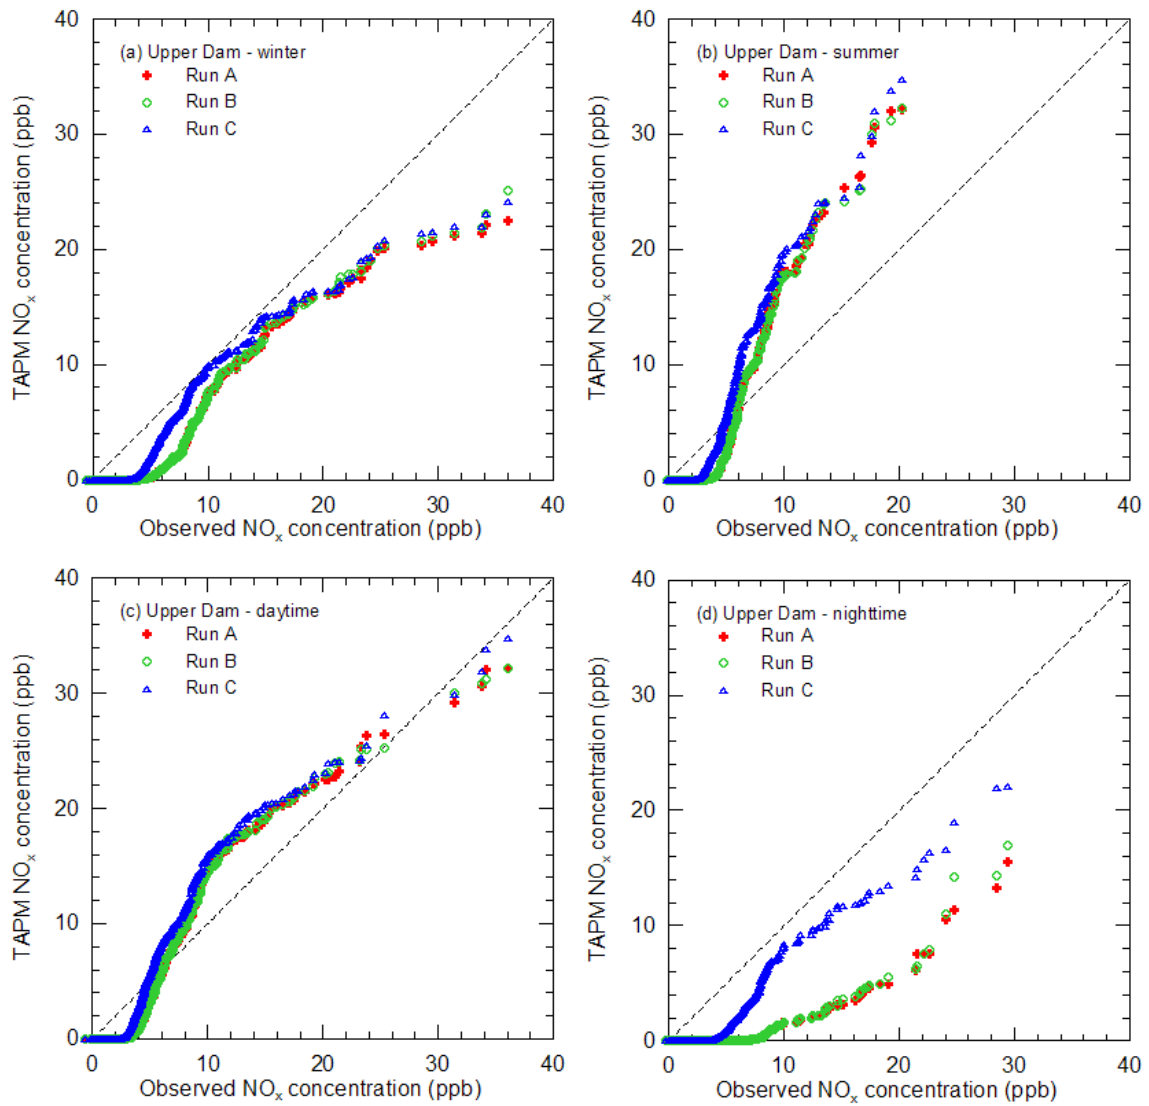 40
30
20
10
0
TAPM NOx concentration (ppb)
(a) Upper Dam - winter
Run A
Run B
Run C
0 10 20 30 40
Observed NOx concentration (ppb)
40
30
20
10
0
TAPM NOx concentration (ppb)
(b) Upper Dam - summer
Run A
Run B
Run C
0 10 20 30 40
Observed NOx concentration (ppb)
40
30
20
10
0
TAPM NOx concentration (ppb)
(c) Upper Dam - daytime
Run A
Run B
Run C
0 10 20 30 40
Observed NOx concentration (ppb)
40
30
20
10
0
TAPM NOx concentration (ppb)
(d) Upper Dam - nighttime
Run A
Run B
Run C
0 10 20 30 40
Observed NOx concentration (ppb)